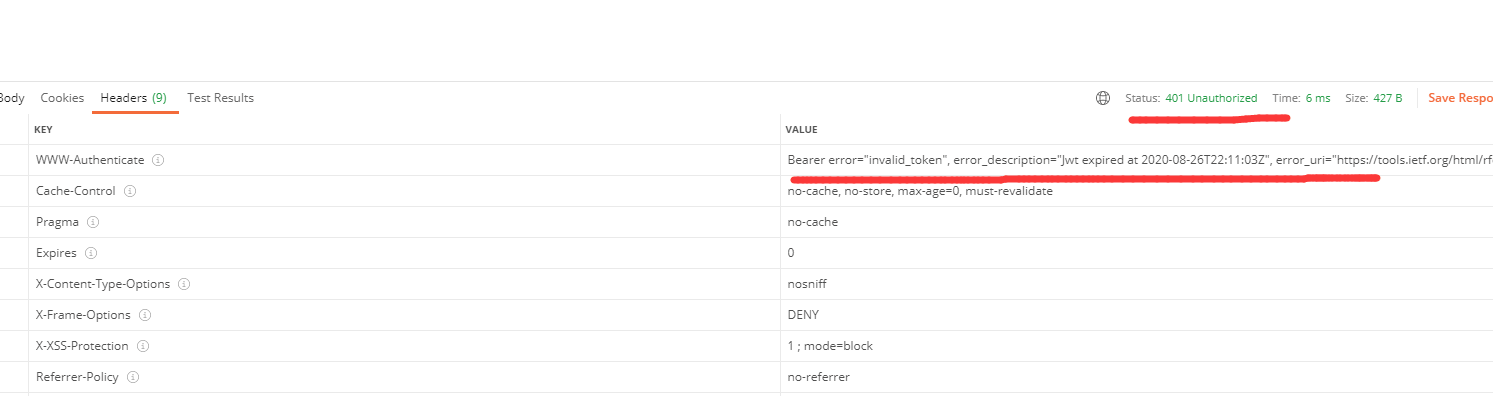 Body Cookies Headers (9) Test Results Status: 401 Unauthorized Time: 6 ms Size: 427 B Save Respo
KEY VALUE
WWW-Authenticate Bearer error="invalid_token", error_description="Jwt expired at 2020-08-26T22:11:03Z", error_uri="https://tools.ietf.org/html/rf
Cache-Control no-cache, no-store, max-age=0, must-revalidate
Pragma no-cache
Expires 0
X-Content-Type-Options nosniff
X-Frame-Options DENY
X-XSS-Protection 1 ; mode=block
Referrer-Policy no-referrer